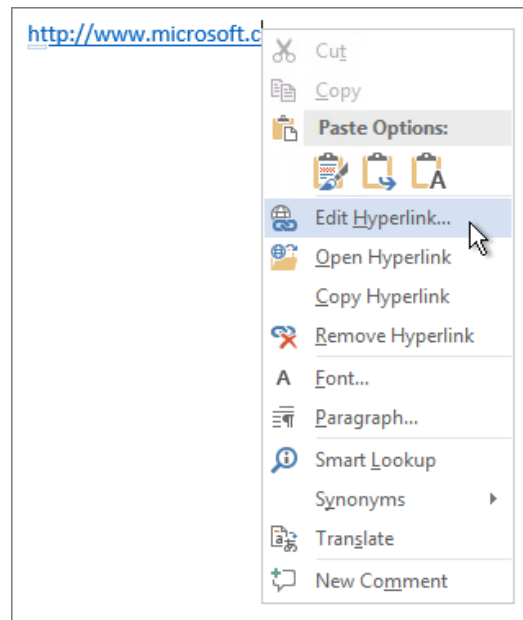 http://www.microsoft.c
Cut
Copy
Paste Options:
Edit Hyperlink...
Open Hyperlink
Copy Hyperlink
Remove Hyperlink
Font...
Paragraph...
Smart Lookup
Synonyms
Translate
New Comment